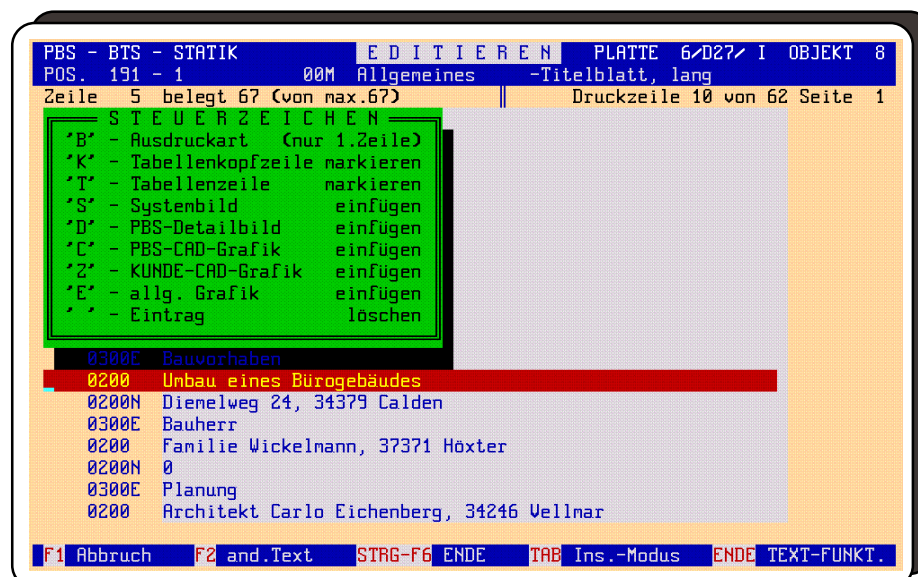 PBS - BTS - STATIK E D I T I E R E N PLATTE 6/D27/ I OBJEKT 8
POS. 191 - 1 00M Allgemeines -Titelblatt, lang
Zeile 5 belegt 67 (von max.67) ║ Druckzeile 10 von 62 Seite 1
S T E U E R Z E I C H E N
'B' - Ausdruckart (nur 1.Zeile)
'K' - Tabellenkopfzeile markieren
'T' - Tabellenzeile markieren
'S' - Systembild einfügen
'D' - PBS-Detailbild einfügen
'C' - PBS-CAD-Grafik einfügen
'Z' - KUNDE-CAD-Grafik einfügen
'E' - allg. Grafik einfügen
' ' - Eintrag löschen
0300E Bauvorhaben
0200 Umbau eines Bürogebäudes
0200N Diemelweg 24, 34379 Calden
0300E Bauherr
0200 Familie Wickelmann, 37371 Höxter
0200N 0
0300E Planung
0200 Architekt Carlo Eichenberg, 34246 Vellmar
F1 Abbruch F2 and.Text STRG-F6 ENDE TAB Ins.-Modus ENDE TEXT-FUNKT.